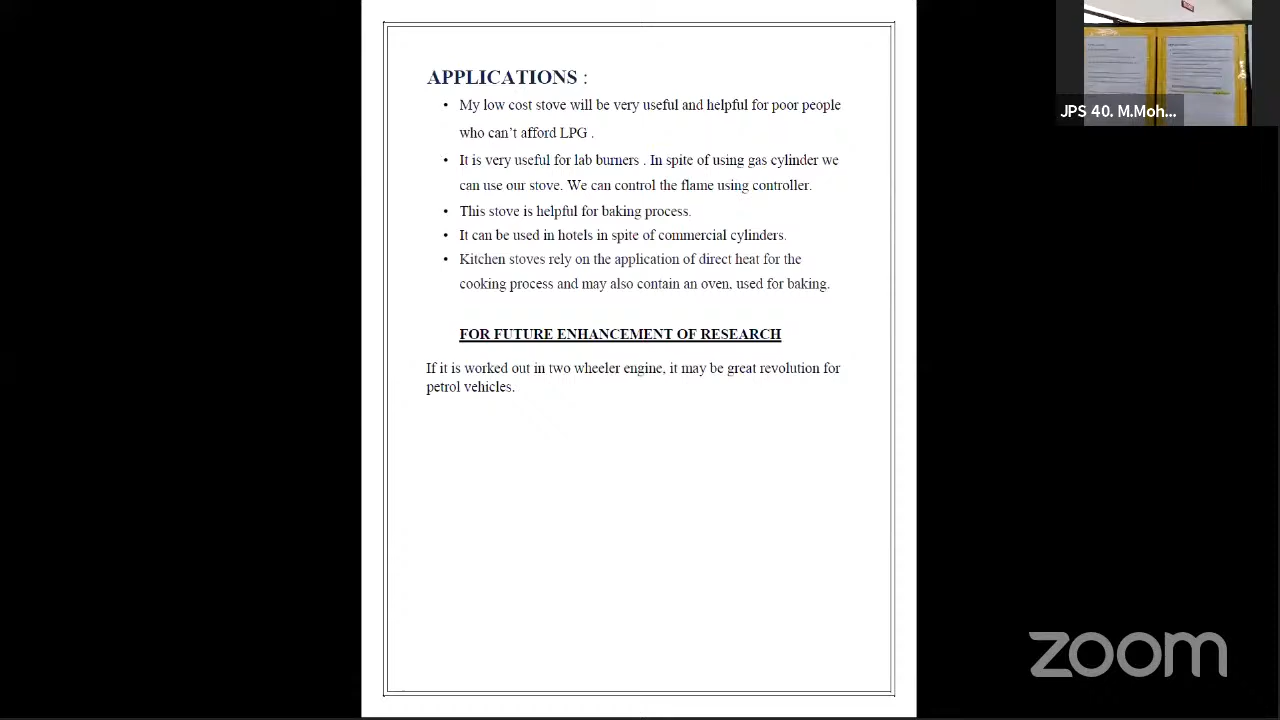 APPLICATIONS :
• My low cost stove will be very useful and helpful for poor people
who can't afford LPG .
• It is very useful for lab burners . In spite of using gas cylinder we
can use our stove. We can control the flame using controller.
• This stove is helpful for baking process.
• It can be used in hotels in spite of commercial cylinders.
• Kitchen stoves rely on the application of direct heat for the
cooking process and may also contain an oven, used for baking.
FOR FUTURE ENHANCEMENT OF RESEARCH
If it is worked out in two wheeler engine, it may be great revolution for
petrol vehicles.
JPS 40. M.Moh...
zoom